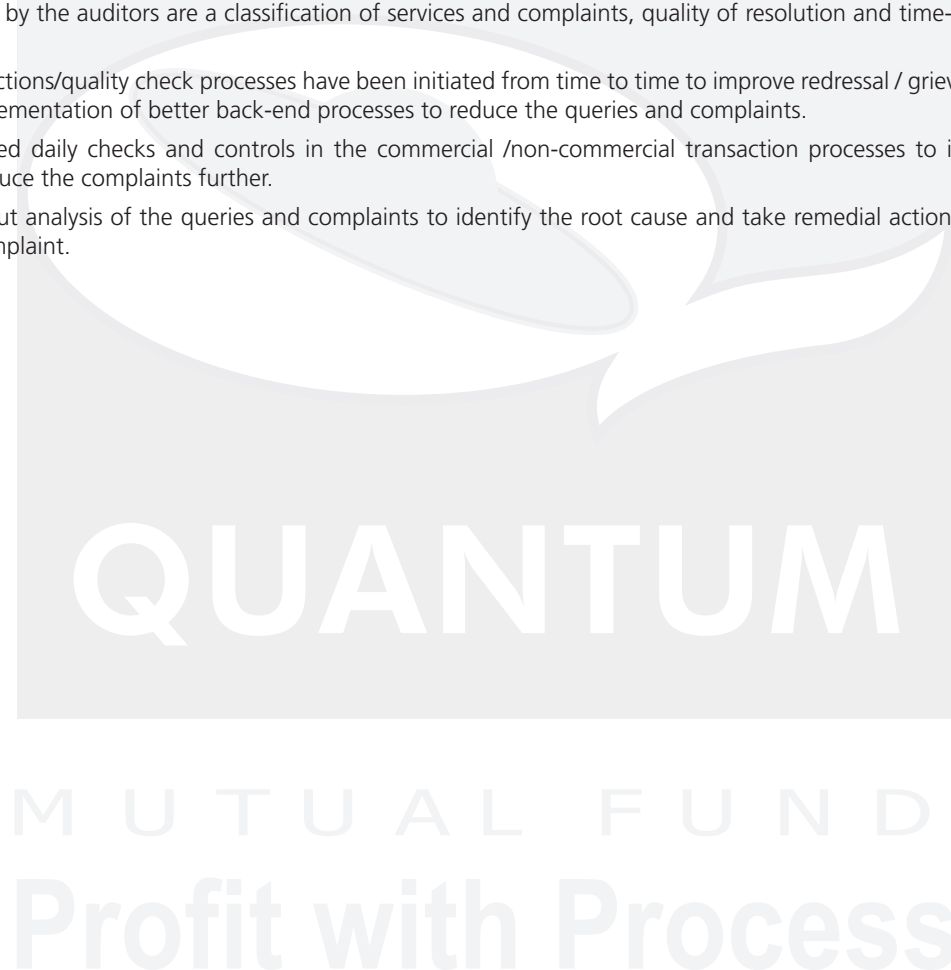 by the auditors are a classification of services and complaints, quality of resolution and time-
ctions/quality check processes have been initiated from time to time to improve redressal / griev
ementation of better back-end processes to reduce the queries and complaints.
ed daily checks and controls in the commercial /non-commercial transaction processes to i
uce the complaints further.
ut analysis of the queries and complaints to identify the root cause and take remedial action
mplaint.
QUANTUM
MUTUAL FUND
Profit with Process